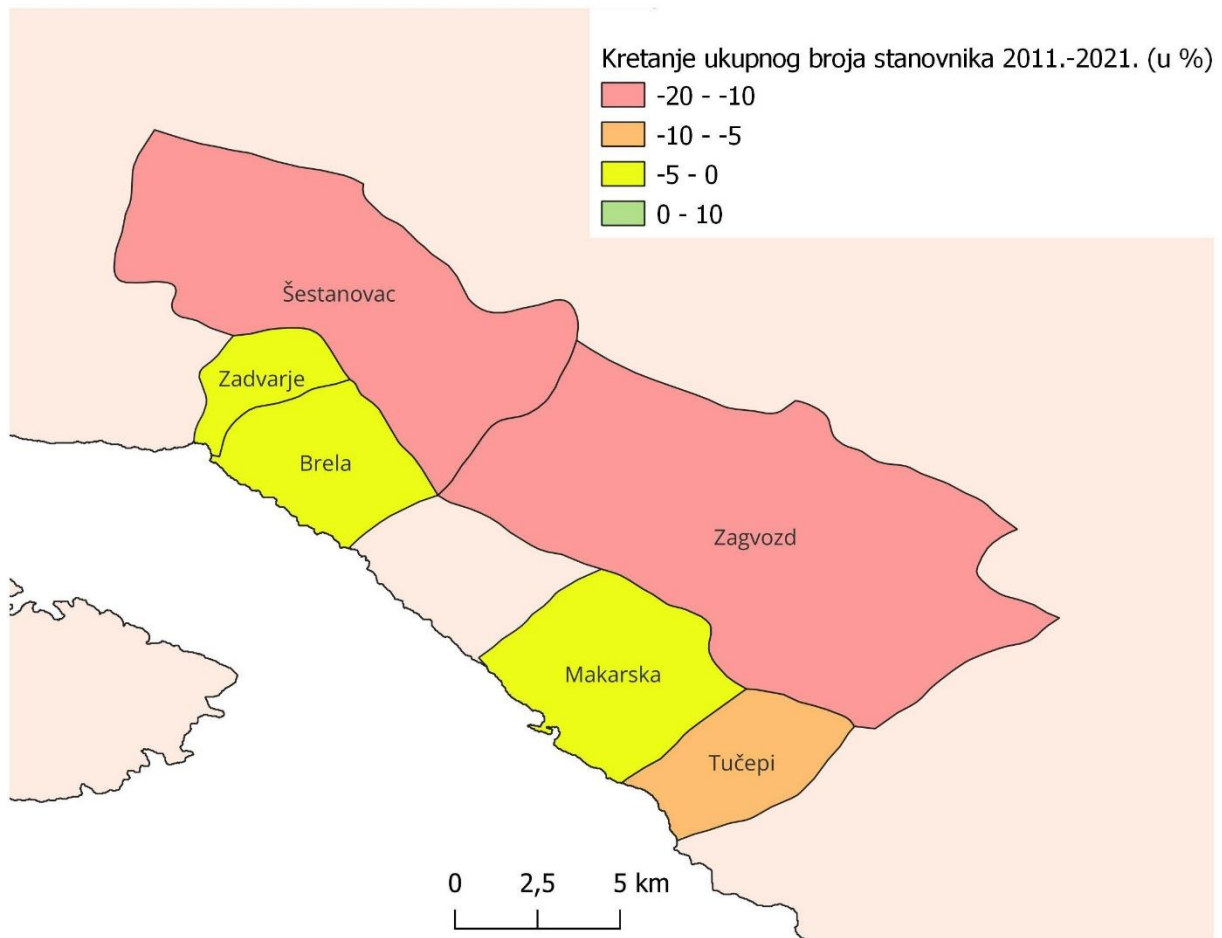 Kretanje ukupnog broja stanovnika 2011.-2021. (u %)
-20 - -10
-10 - -5
-5 - 0
0 - 10
Šestanovac
Zadvarje
Brela
Zagvozd
Makarska
Tučepi
0 2,5 5 km